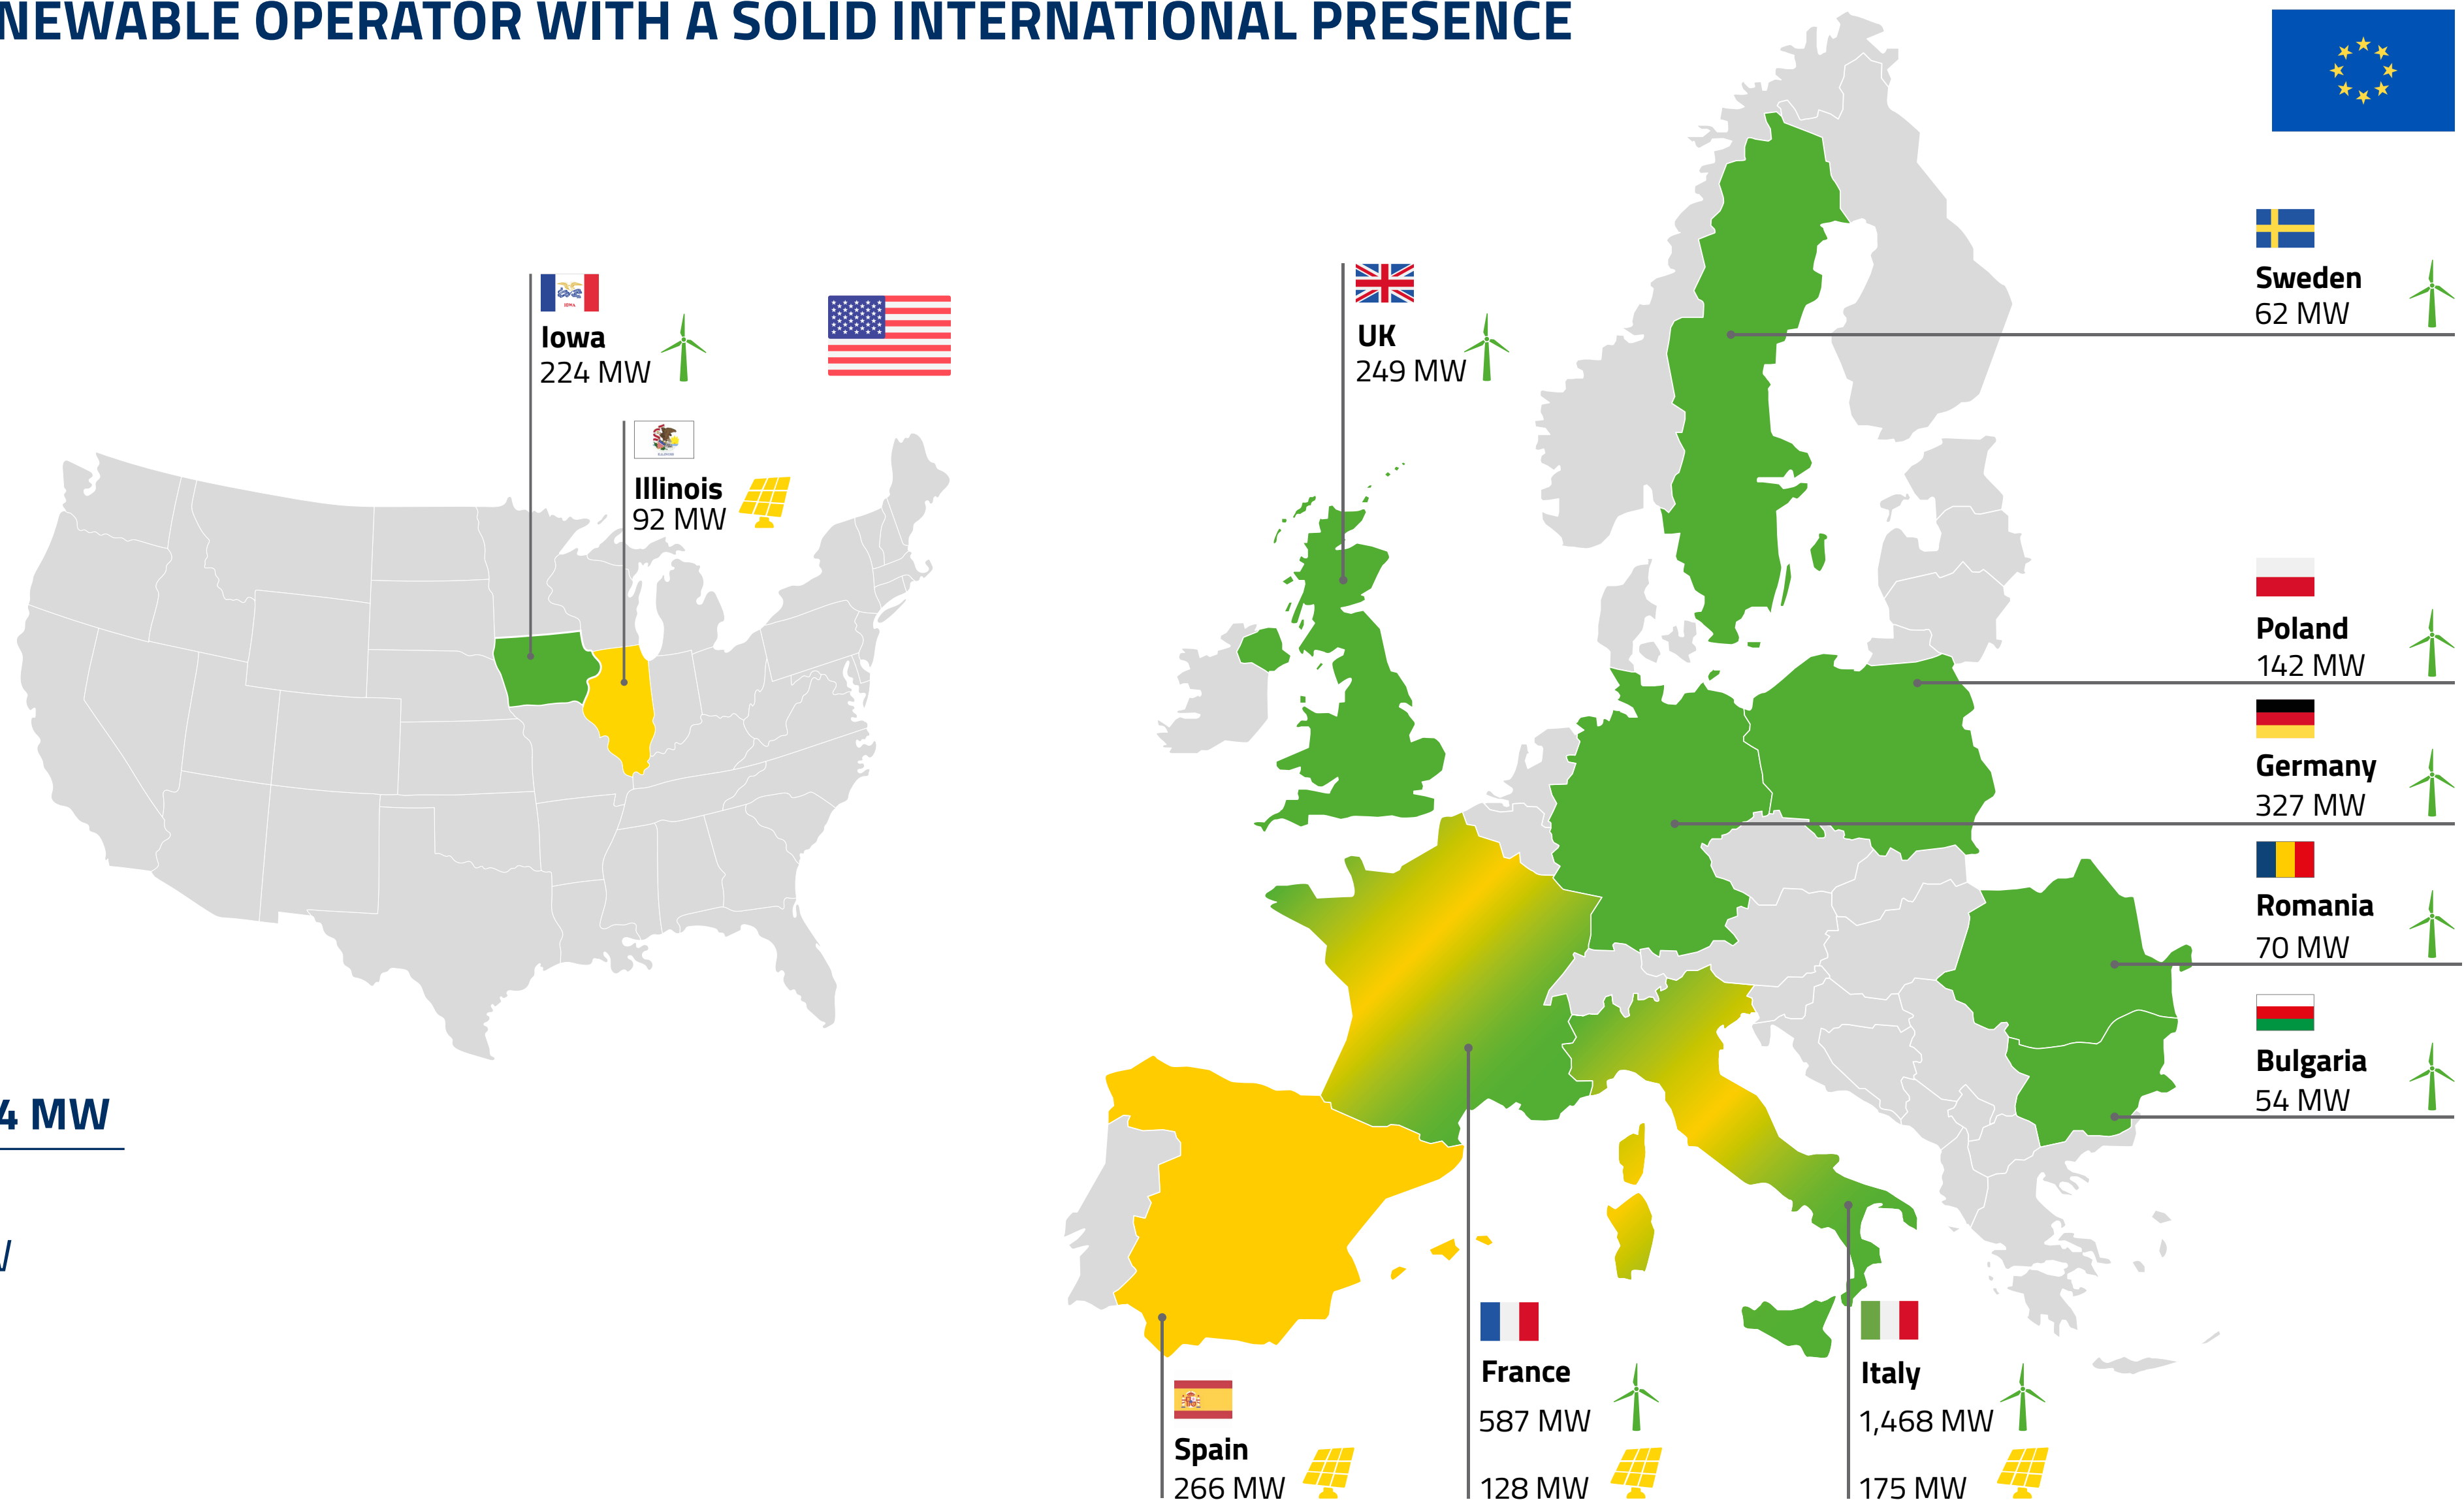 NEWABLE OPERATOR WITH A SOLID INTERNATIONAL PRESENCE
Iowa
224 MW
Illinois
92 MW
UK
249 MW
Sweden
62 MW
Poland
142 MW
Germany
327 MW
Romania
70 MW
Bulgaria
54 MW
4 MW
Spain
266 MW
France
587 MW
128 MW
Italy
1,468 MW
175 MW